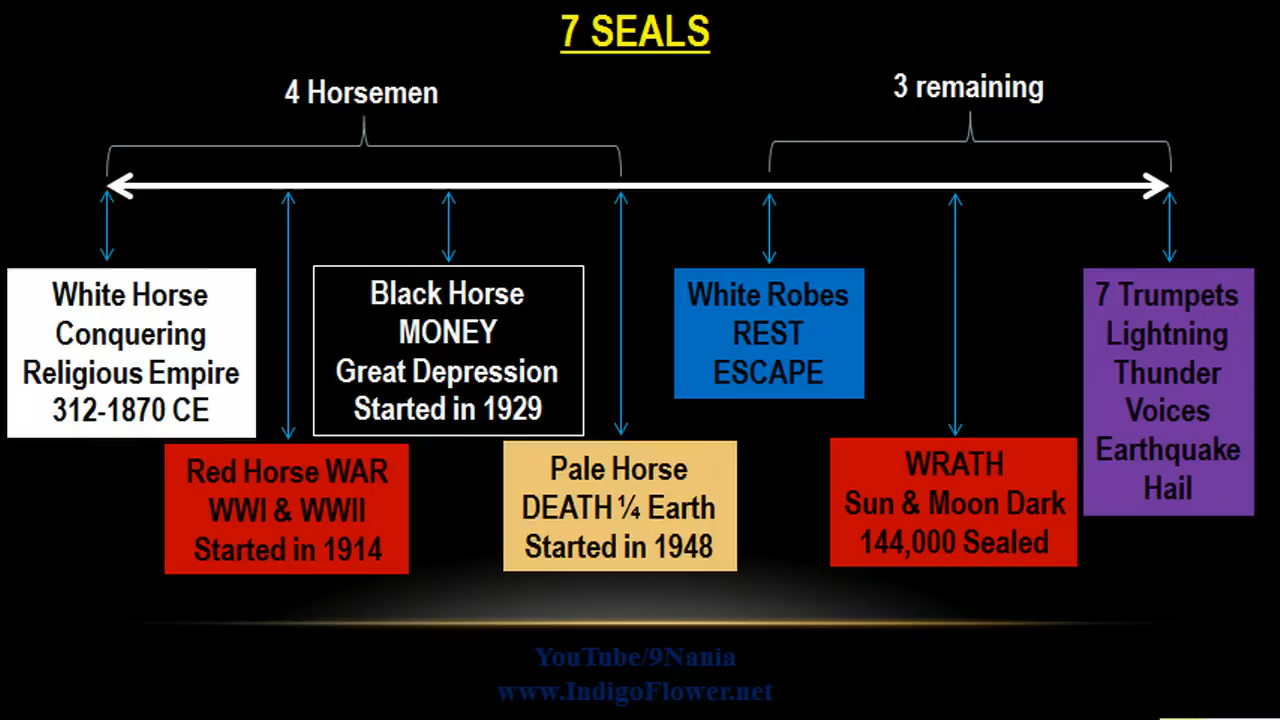 7 SEALS
4 Horsemen
3 remaining
White Horse
Conquering
Religious Empire
312-1870 CE
Red Horse WAR
WWI & WWII
Started in 1914
Black Horse
MONEY
Great Depression
Started in 1929
Pale Horse
DEATH ¼ Earth
Started in 1948
White Robes
REST
ESCAPE
WRATH
Sun & Moon Dark
144,000 Sealed
7 Trumpets
Lightning
Thunder
Voices
Earthquake
Hail
YouTube/9Nania
www.IndigoFlower.net